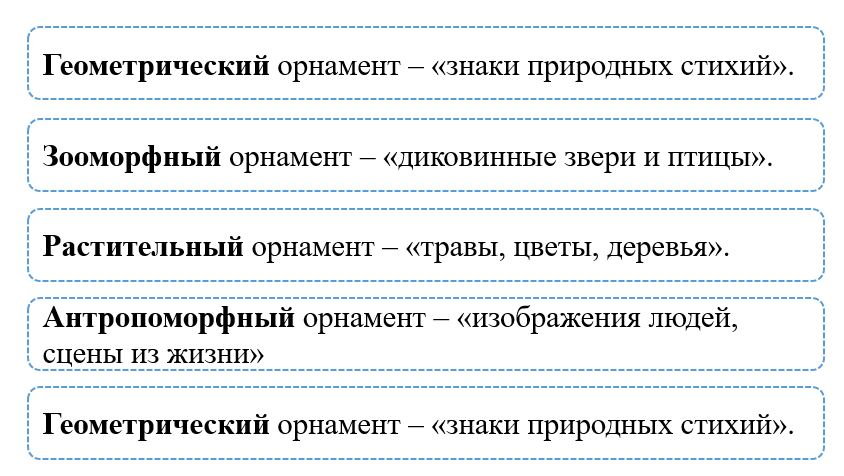 Геометрический орнамент – «знаки природных стихий».
Зооморфный орнамент – «диковинные звери и птицы».
Растительный орнамент – «травы, цветы, деревья».
Антропоморфный орнамент – «изображения людей,
сцены из жизни»
Геометрический орнамент – «знаки природных стихий».